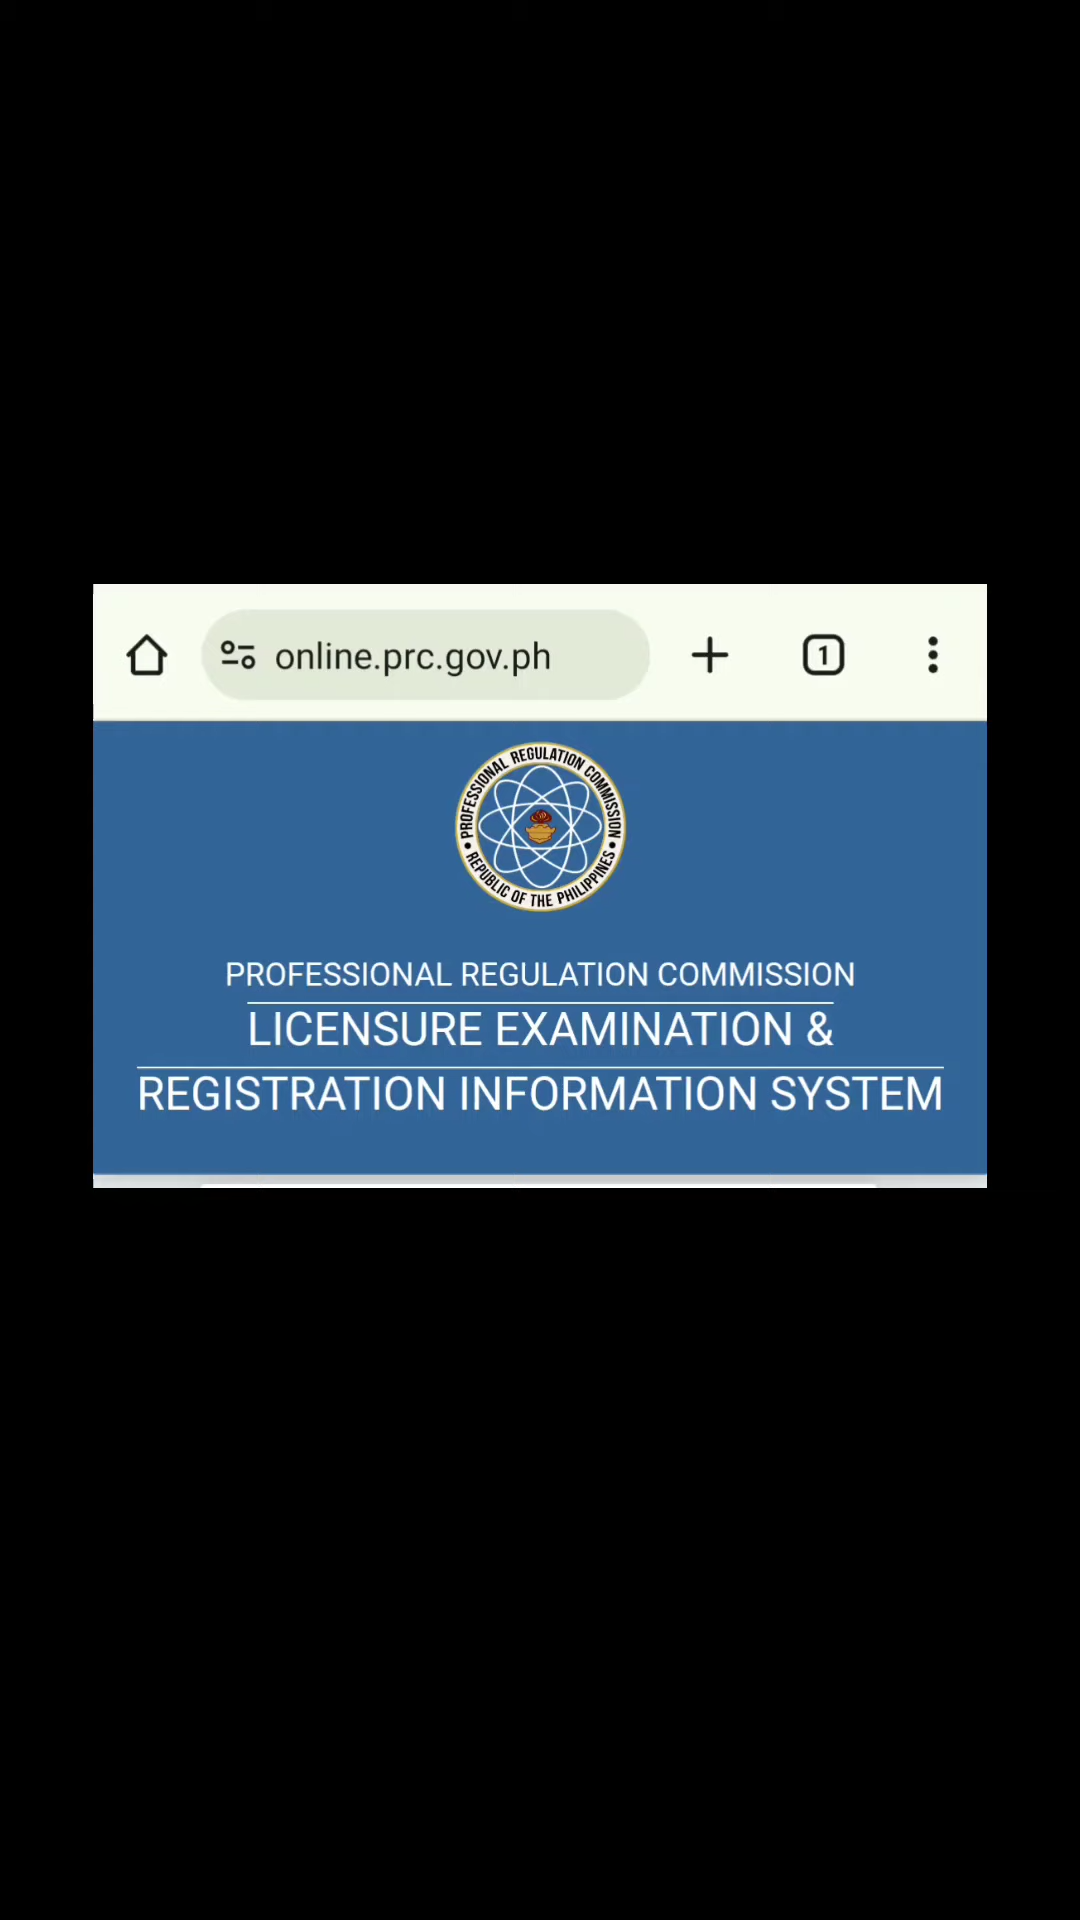 online.prc.gov.ph
1
PROFESSIONAL REGULATION COMMISSION
REPUBLIC OF THE PHILIPPINES
PROFESSIONAL REGULATION COMMISSION
LICENSURE EXAMINATION &
REGISTRATION INFORMATION SYSTEM